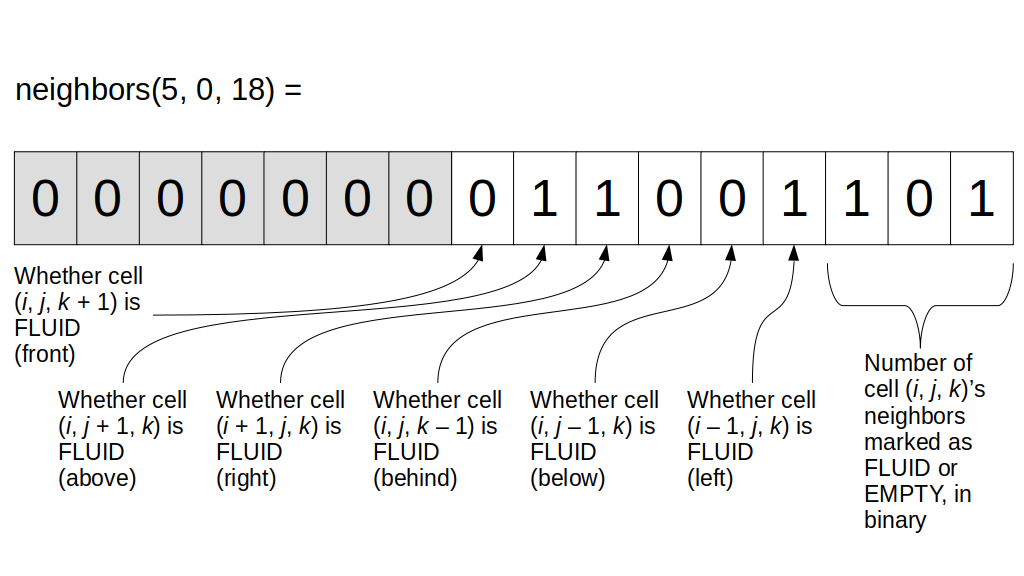 neighbors(5, 0, 18) =
0 0 0 0 0 0 0 0 1 1 0 0 1 1 0 1
Whether cell
(i, j, k + 1) is
FLUID
(front)
Whether cell
(i, j + 1, k) is
FLUID
(above)
Whether cell
(i + 1, j, k) is
FLUID
(right)
Whether cell
(i, j, k – 1) is
FLUID
(behind)
Whether cell
(i, j – 1, k) is
FLUID
(below)
Whether cell
(i – 1, j, k) is
FLUID
(left)
Number of
cell (i, j, k)’s
neighbors
marked as
FLUID or
EMPTY, in
binary